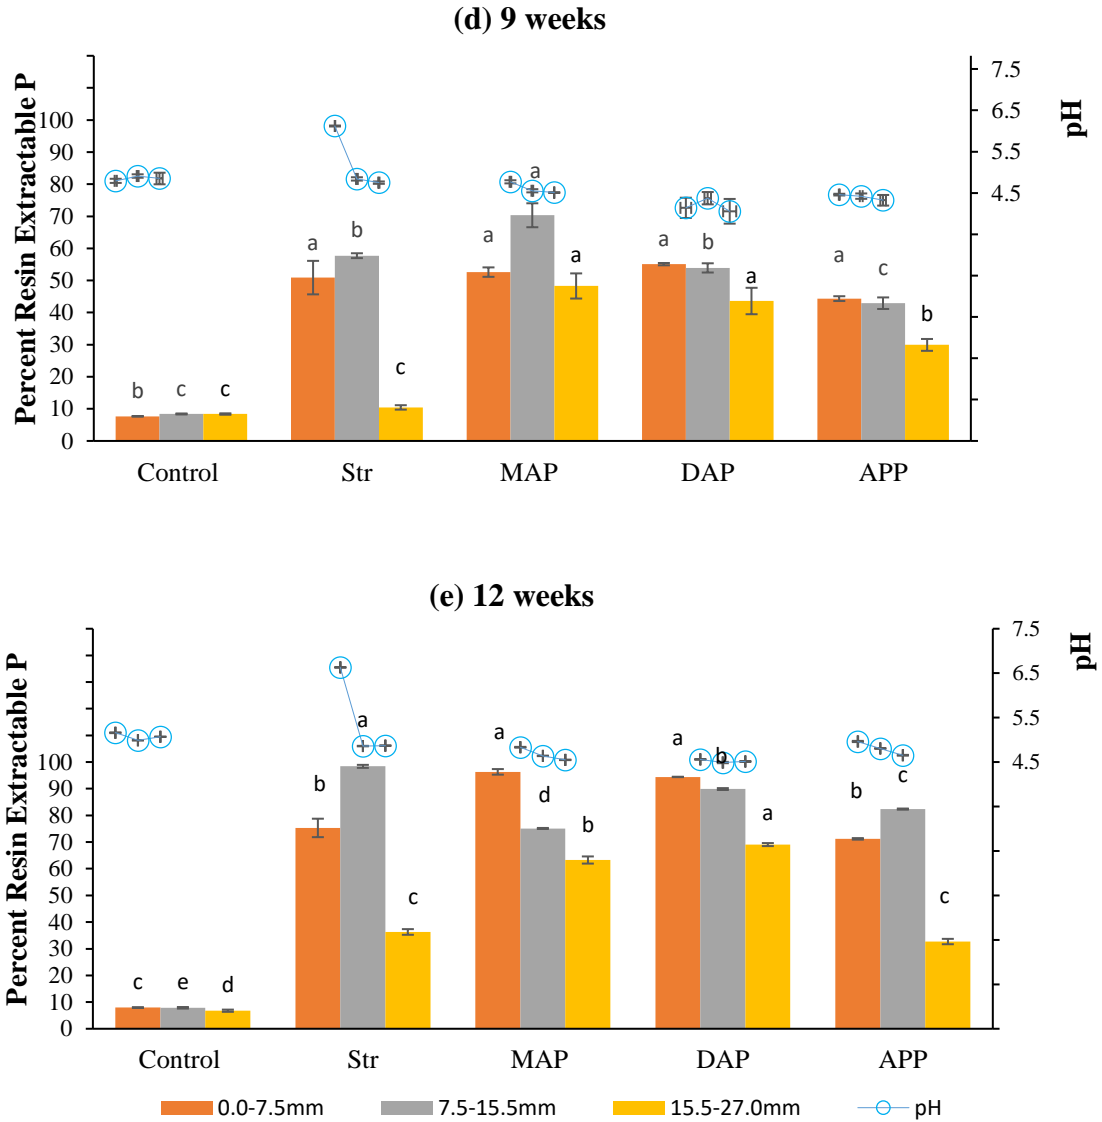 (d) 9 weeks
Percent Resin Extractable P
pH
100
90
80
70
60
50
40
30
20
10
0
7.5
6.5
5.5
4.5
b c c
a b c
a a a
a b a
a c b
Control Str MAP DAP APP
(e) 12 weeks
Percent Resin Extractable P
pH
100
90
80
70
60
50
40
30
20
10
0
7.5
6.5
5.5
4.5
c e d
b a c
a d b
a b a
b c c
Control Str MAP DAP APP
0.0-7.5mm 7.5-15.5mm 15.5-27.0mm pH